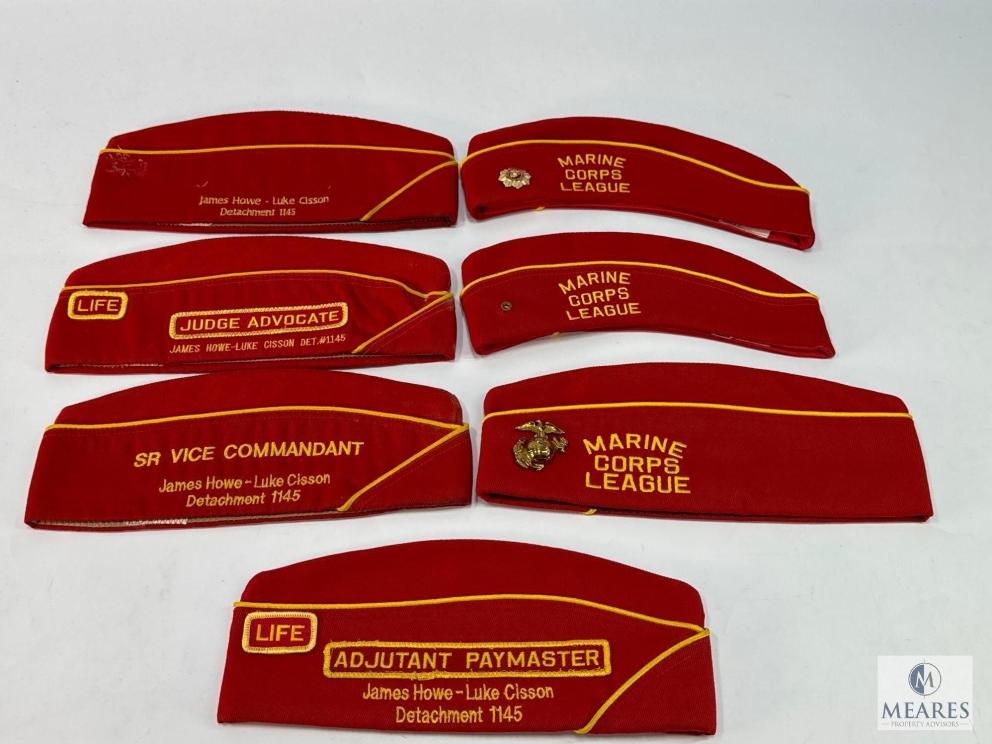 James Howe - Luke Cisson
Detachment 1145
MARINE
CORPS
LEAGUE
LIFE
JUDGE ADVOCATE
JAMES HOWE-LUKE CISSON DET.#1145
MARINE
CORPS
LEAGUE
SR VICE COMMANDANT
James Howe - Luke Cisson
Detachment 1145
MARINE
CORPS
LEAGUE
LIFE
ADJUTANT PAYMASTER
James Howe - Luke Cisson
Detachment 1145
M
MEARES
PROPERTY ADVISORS